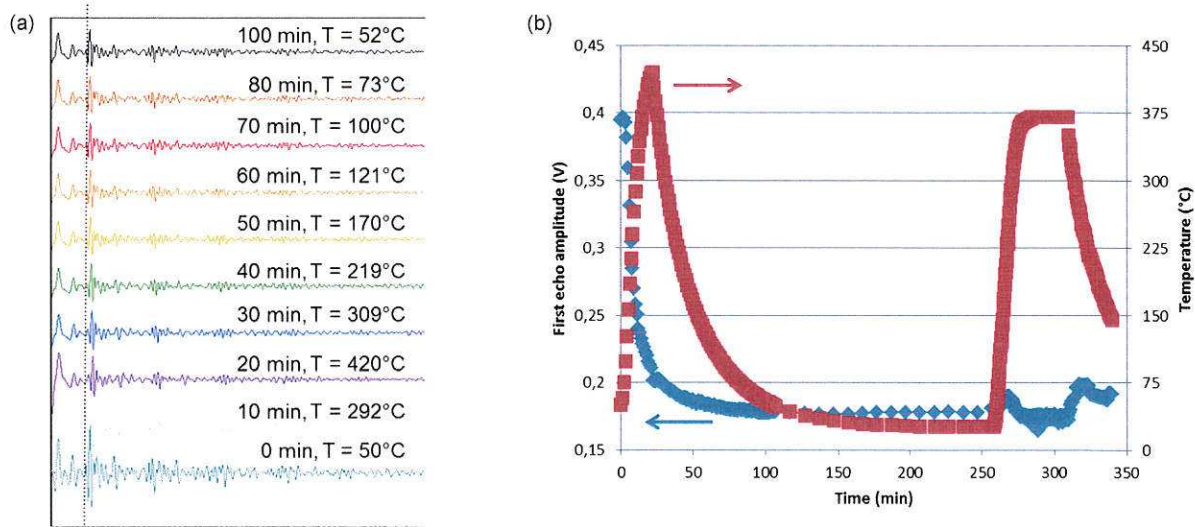 (a)
100 min, T = 52°C
80 min, T = 73°C
70 min, T = 100°C
60 min, T = 121°C
50 min, T = 170°C
40 min, T = 219°C
30 min, T = 309°C
20 min, T = 420°C
10 min, T = 292°C
0 min, T = 50°C
(b)
First echo amplitude (V)
0,45
0,4
0,35
0,3
0,25
0,2
0,15
0 50 100 150 200 250 300 350
Time (min)
450
375
300
225
150
75
0
Temperature (°C)